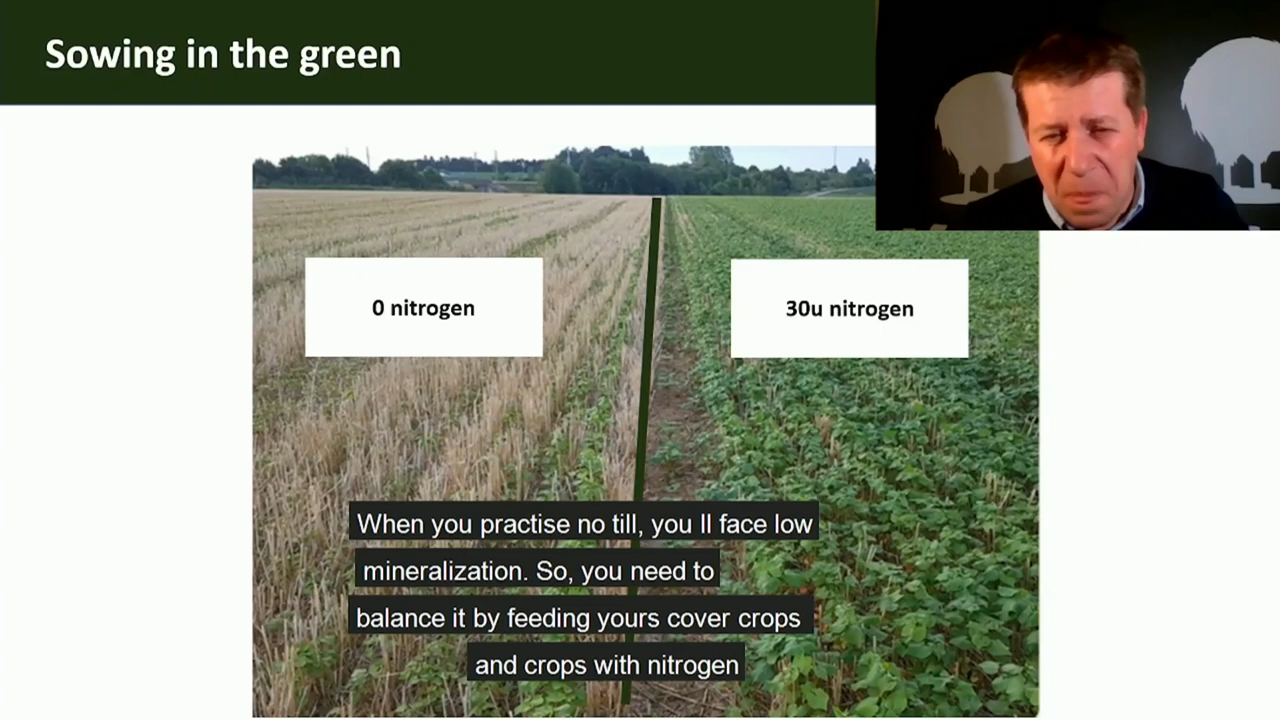 Sowing in the green
0 nitrogen
30u nitrogen
When you practise no till, you ll face low
mineralization. So, you need to
balance it by feeding yours cover crops
and crops with nitrogen